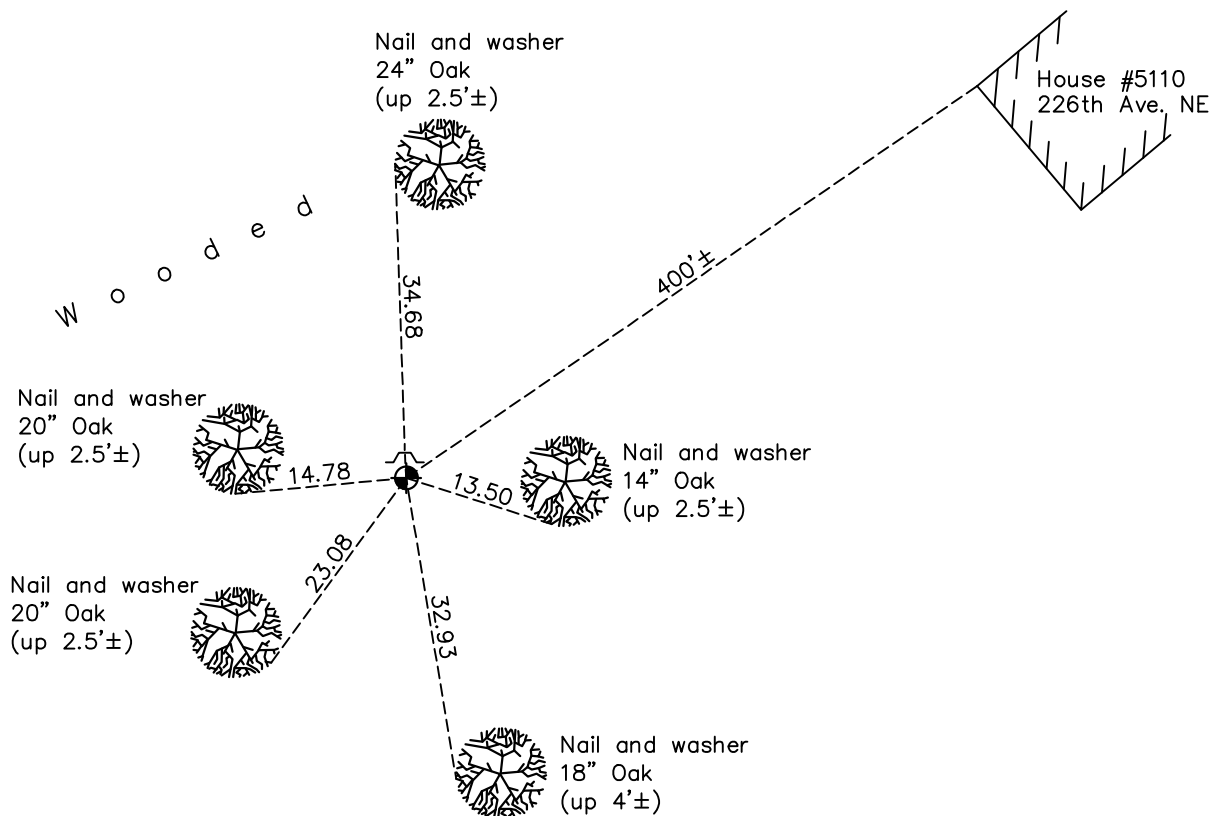 Nail and washer
24" Oak
(up 2.5'±)
House #5110
226th Ave. NE
Wooded
34.68
400'±
Nail and washer
20" Oak
(up 2.5'±)
14.78
13.50
Nail and washer
14" Oak
(up 2.5'±)
23.08
Nail and washer
20" Oak
(up 2.5'±)
32.93
Nail and washer
18" Oak
(up 4'±)